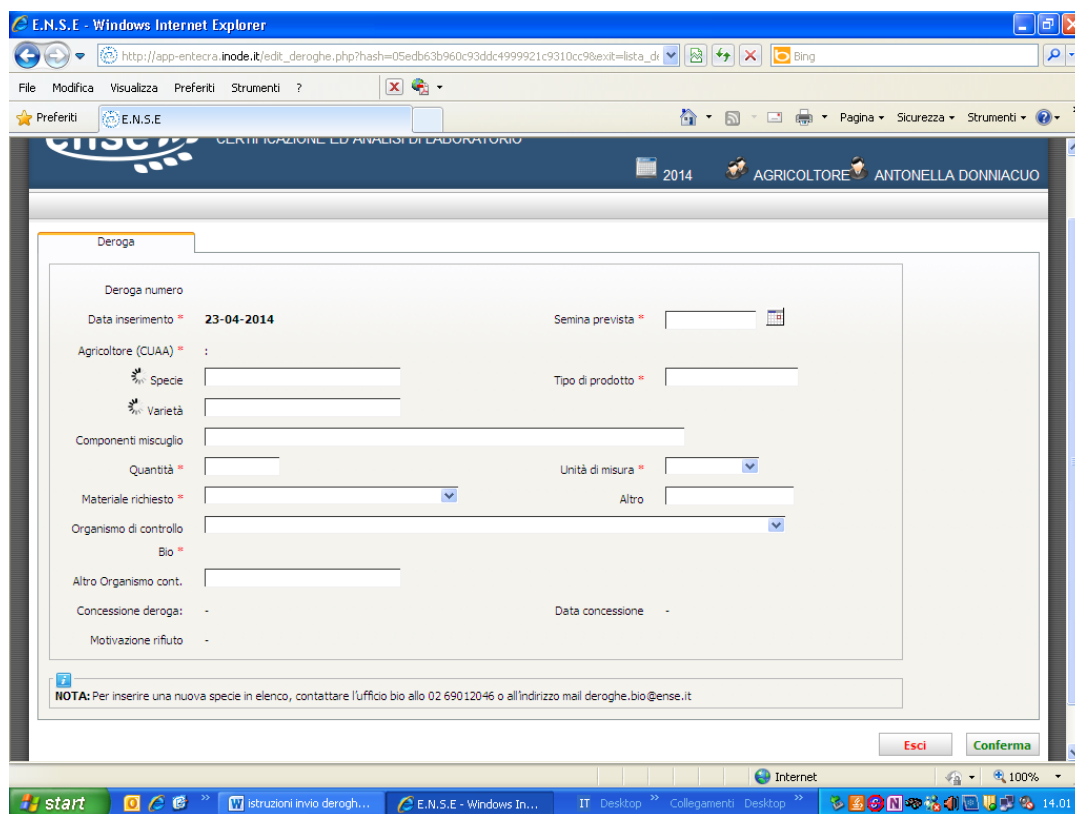 E.N.S.E - Windows Internet Explorer
http://app-entecra.inode.it/edit_deroghe.php?hash=05edb63b960c93ddc4999921c9310cc9&exit=lista_de
Bing
File Modifica Visualizza Preferiti Strumenti ?
Preferiti E.N.S.E Pagina Sicurezza Strumenti
ense CERTIFICAZIONE ED ANALISI DI LABORATORIO
2014 AGRICOLTORE ANTONELLA DONNIACUO
Deroga
Deroga numero
Data inserimento * 23-04-2014 Semina prevista *
Agricoltore (CUAA) * :
Specie Tipo di prodotto *
Varietà
Componenti miscuglio
Quantità * Unità di misura *
Materiale richiesto * Altro
Organismo di controllo
Bio *
Altro Organismo cont.
Concessione deroga: - Data concessione -
Motivazione rifiuto -
NOTA: Per inserire una nuova specie in elenco, contattare l'ufficio bio allo 02 69012046 o all'indirizzo mail deroghe.bio@ense.it
Esci Conferma
Internet 100%
start istruzioni invio derogh... E.N.S.E - Windows In... IT Desktop Collegamenti Desktop 14.01